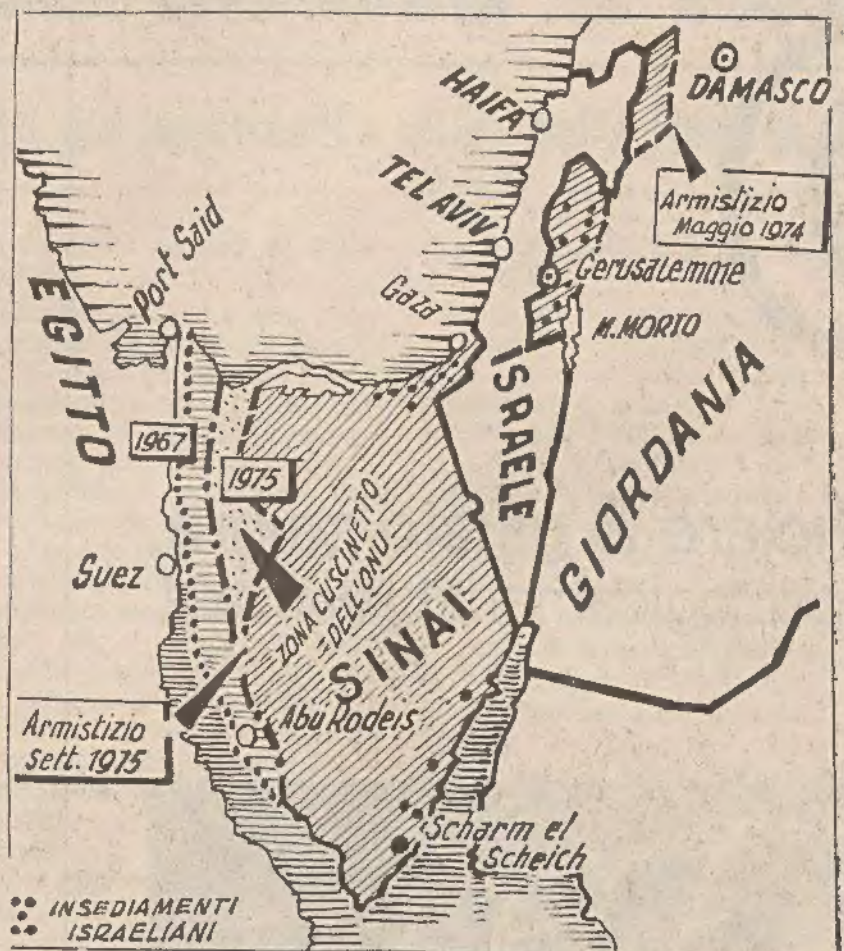 DAMASCO
HAIFA
Armistizio
Maggio 1974
TEL AVIV
Gerusalemme
Port Said
Gaza
M.MORTO
EGITTO
ISRAELE
GIORDANIA
1967
1975
Suez
ZONA CUSCINETTO
DELL'ONU
SINAI
Armistizio
Sett. 1975
Abu Rodeis
Scharm el
Scheich
INSEDIAMENTI
ISRAELIANI